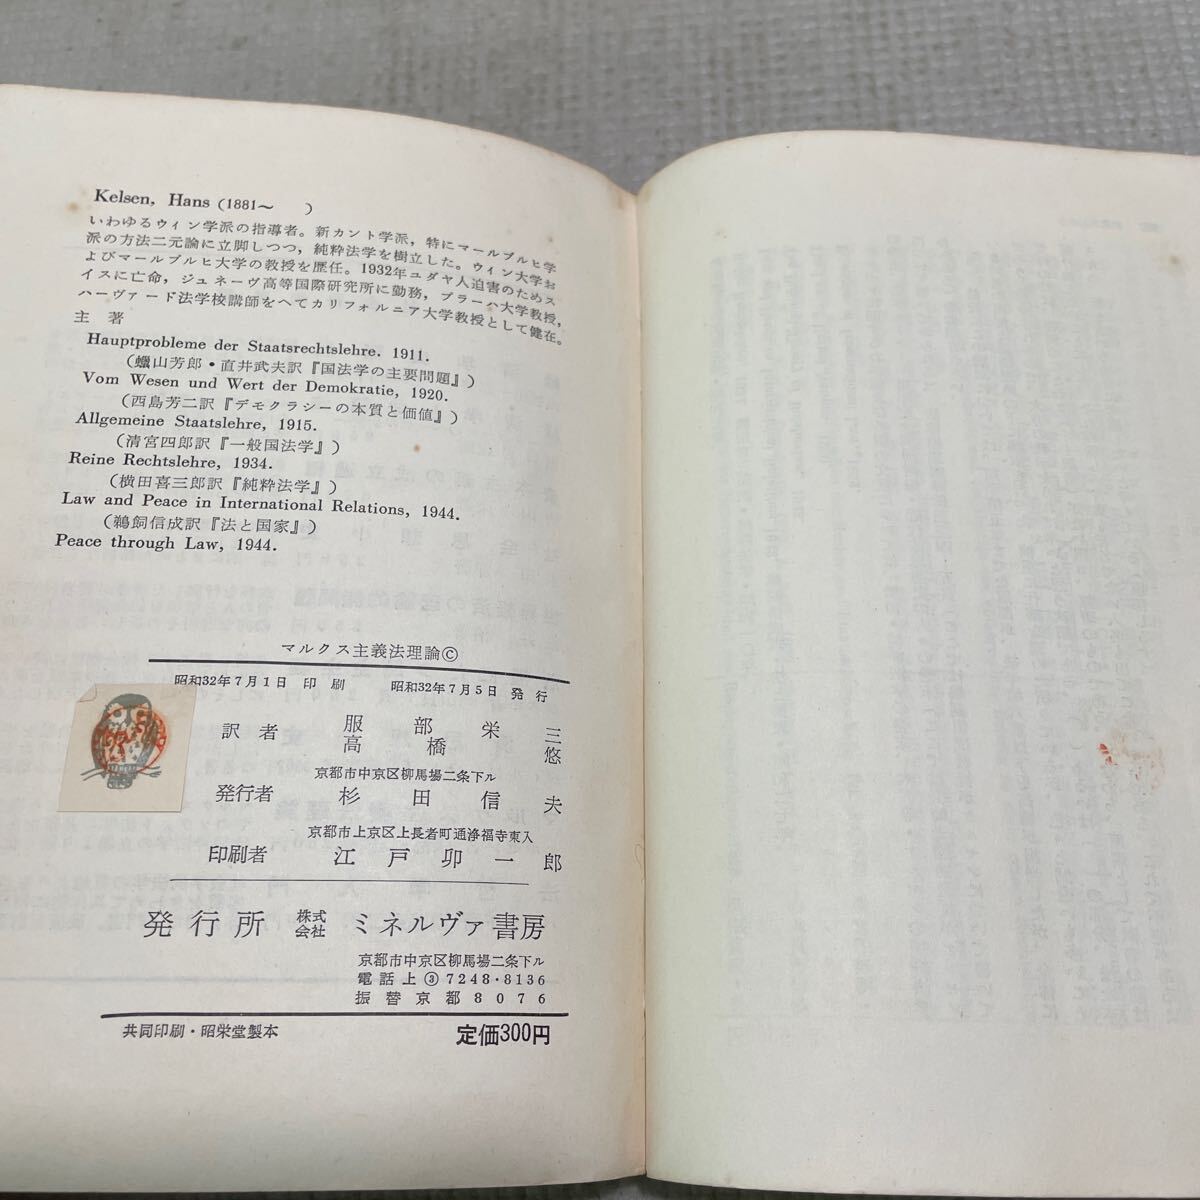 Kelsen, Hans (1881〜　　)
いわゆるウィン学派の指導者。新カント学派，特にマールブルヒ学
派の方法二元論に立脚しつつ，純粋法学を樹立した。ウィン大学お
よびマールブルヒ大学の教授を歴任。1932年ユダヤ人迫害のためス
イスに亡命，ジュネーヴ高等国際研究所に勤務，プラーハ大学教授，
ハーヴァード法学校講師をへてカリフォルニア大学教授として健在。
主 著
Hauptprobleme der Staatsrechtslehre. 1911.
(蠟山芳郎・直井武夫訳『国法学の主要問題』)
Vom Wesen und Wert der Demokratie, 1920.
(西島芳二訳『デモクラシーの本質と価値』)
Allgemeine Staatslehre, 1915.
(清宮四郎訳『一般国法学』)
Reine Rechtslehre, 1934.
(横田喜三郎訳『純粋法学』)
Law and Peace in International Relations, 1944.
(鵜飼信成訳『法と国家』)
Peace through Law, 1944.
マルクス主義法理論Ⓒ
昭和32年7月1日 印刷　昭和32年7月5日 発行
訳者　服部栄三
高橋悠
京都市中京区柳馬場二条下ル
発行者　杉田信夫
京都市上京区上長者町通浄福寺東入
印刷者　江戸卯一郎
発行所　株式会社　ミネルヴァ書房
京都市中京区柳馬場二条下ル
電話上③7248・8136
振替京都8076
共同印刷・昭栄堂製本　定価300円